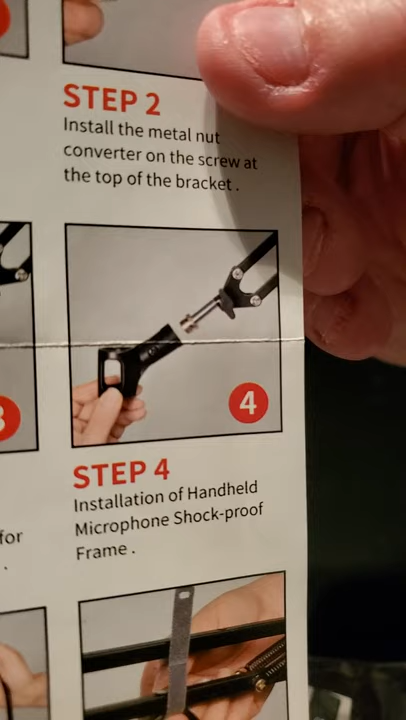 STEP 2
Install the metal nut
converter on the screw at
the top of the bracket .
3
4
STEP 4
Installation of Handheld
Microphone Shock-proof
Frame .
for
.